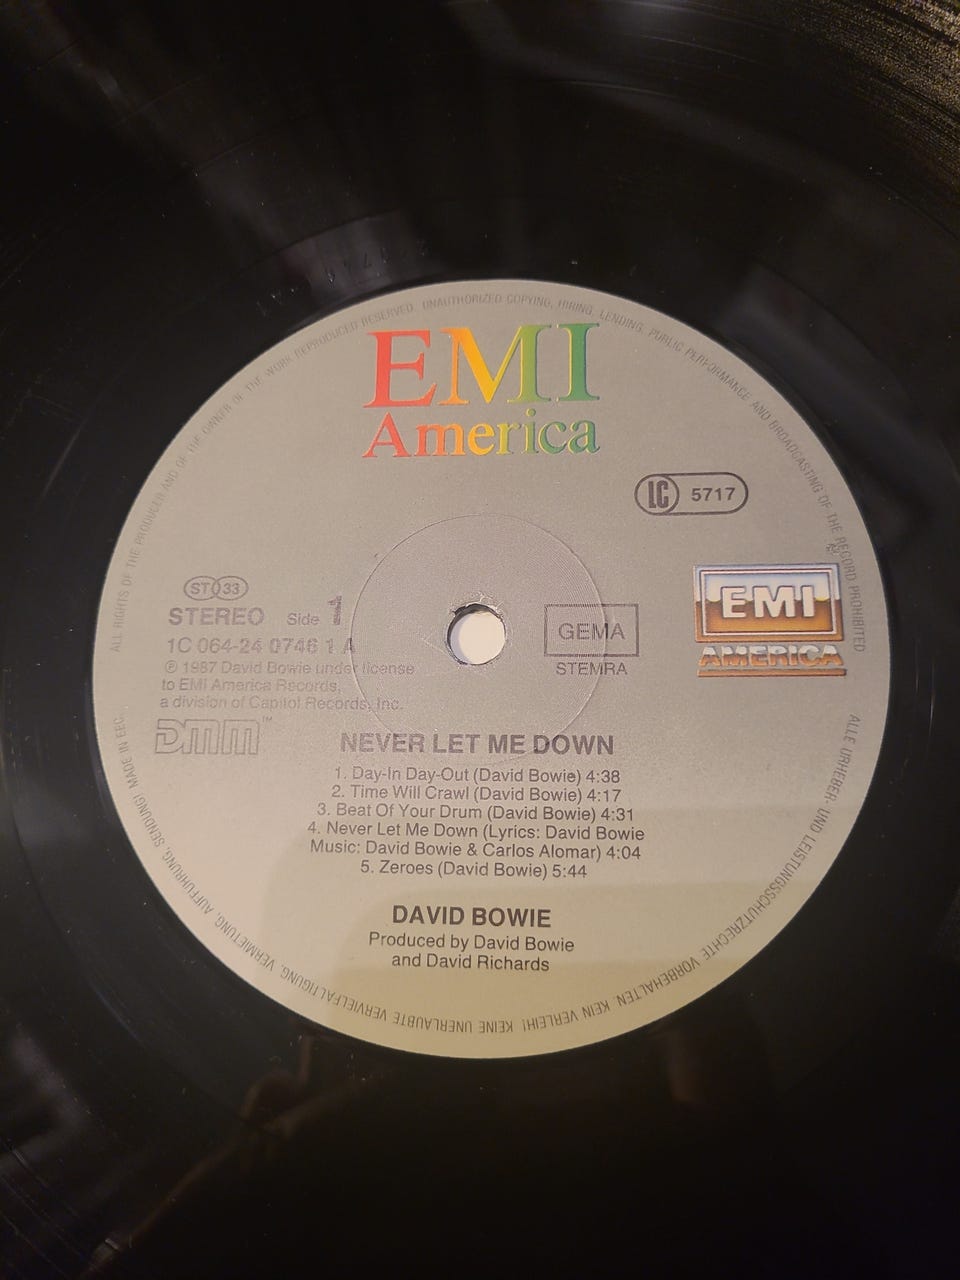 ALL RIGHTS OF THE PRODUCER AND OF THE OWNER OF THE WORK REPRODUCED RESERVED. UNAUTHORIZED COPYING, HIRING, LENDING, PUBLIC PERFORMANCE AND BROADCASTING OF THE RECORD PROHIBITED
EMI
America
LC 5717
ST 33
STEREO Side 1
1C 064-24 0746 1 A
℗ 1987 David Bowie under license
to EMI America Records,
a division of Capitol Records, Inc.
DMM™
GEMA
STEMRA
EMI
AMERICA
NEVER LET ME DOWN
1. Day-In Day-Out (David Bowie) 4:38
2. Time Will Crawl (David Bowie) 4:17
3. Beat Of Your Drum (David Bowie) 4:31
4. Never Let Me Down (Lyrics: David Bowie
Music: David Bowie & Carlos Alomar) 4:04
5. Zeroes (David Bowie) 5:44
DAVID BOWIE
Produced by David Bowie
and David Richards
ALLE URHEBER- UND LEISTUNGSSCHUTZRECHTE VORBEHALTEN. KEIN VERLEIH! KEINE UNERLAUBTE VERVIELFÄLTIGUNG, VERMIETUNG, AUFFÜHRUNG, SENDUNG! MADE IN EEC.